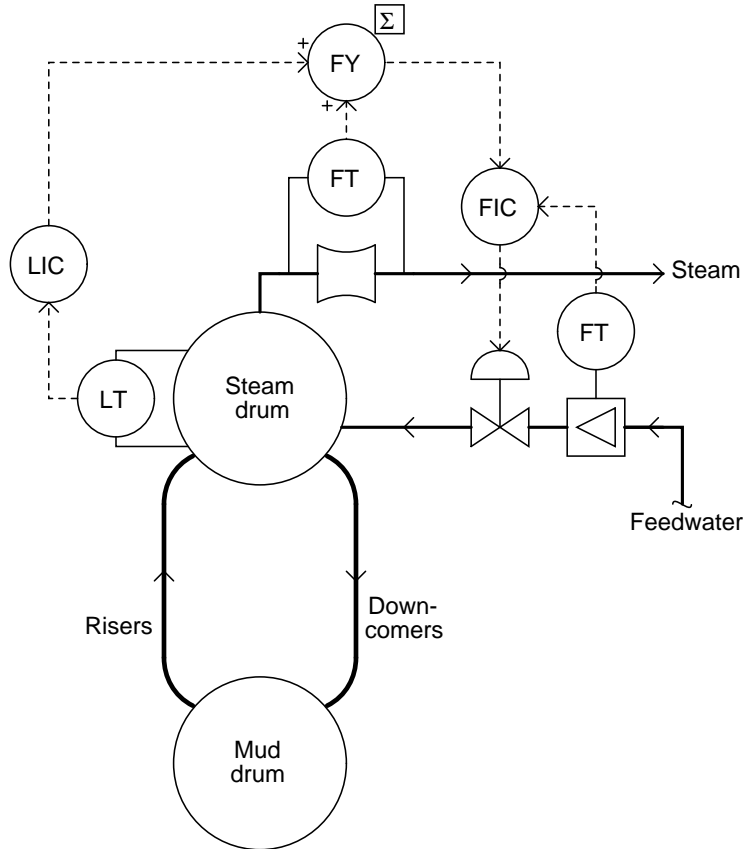 Σ
+
FY
+
FT
FIC
LIC
Steam
FT
LT
Steam
drum
Feedwater
Risers
Down-
comers
Mud
drum